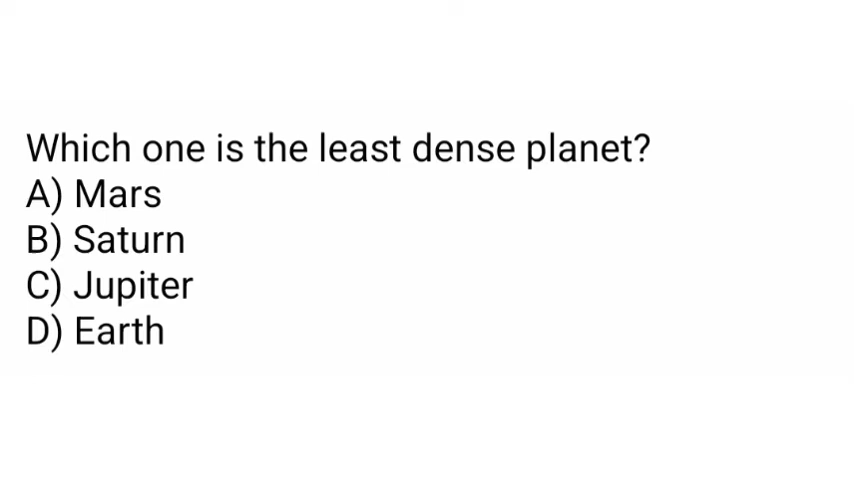 Which one is the least dense planet?
A) Mars
B) Saturn
C) Jupiter
D) Earth